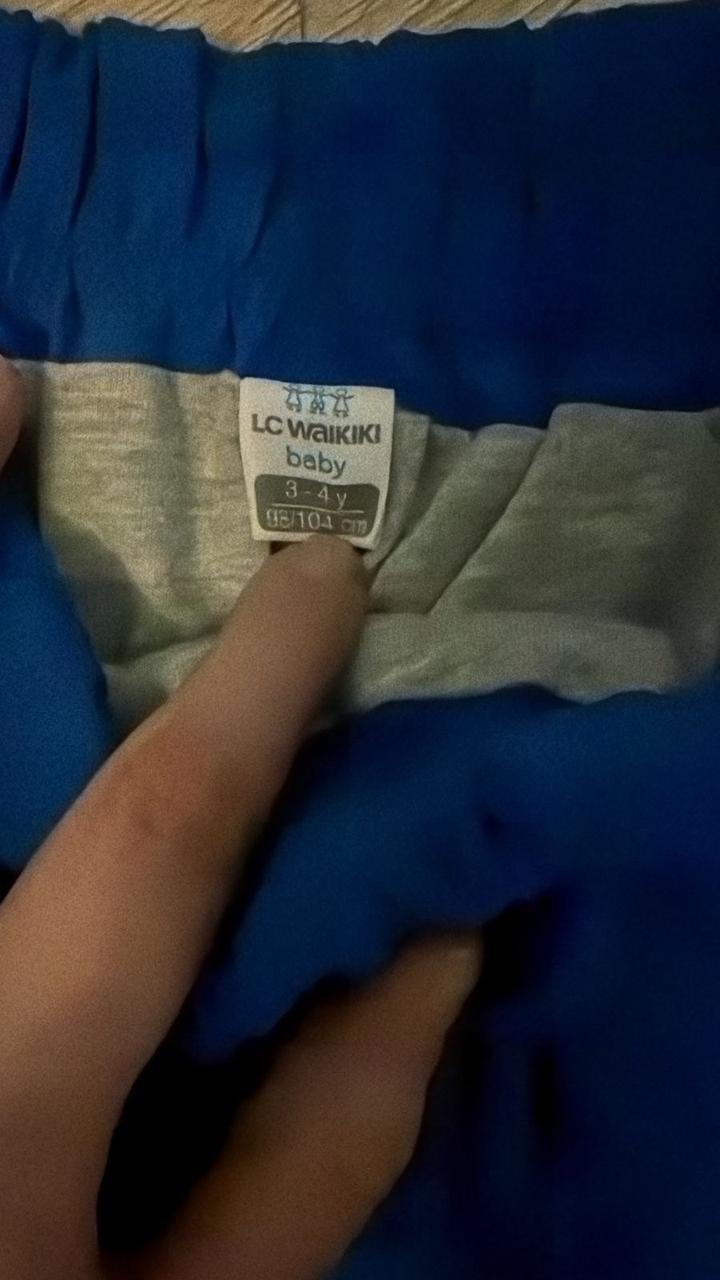 LC WAIKIKI
baby
3-4 y
98/104 cm